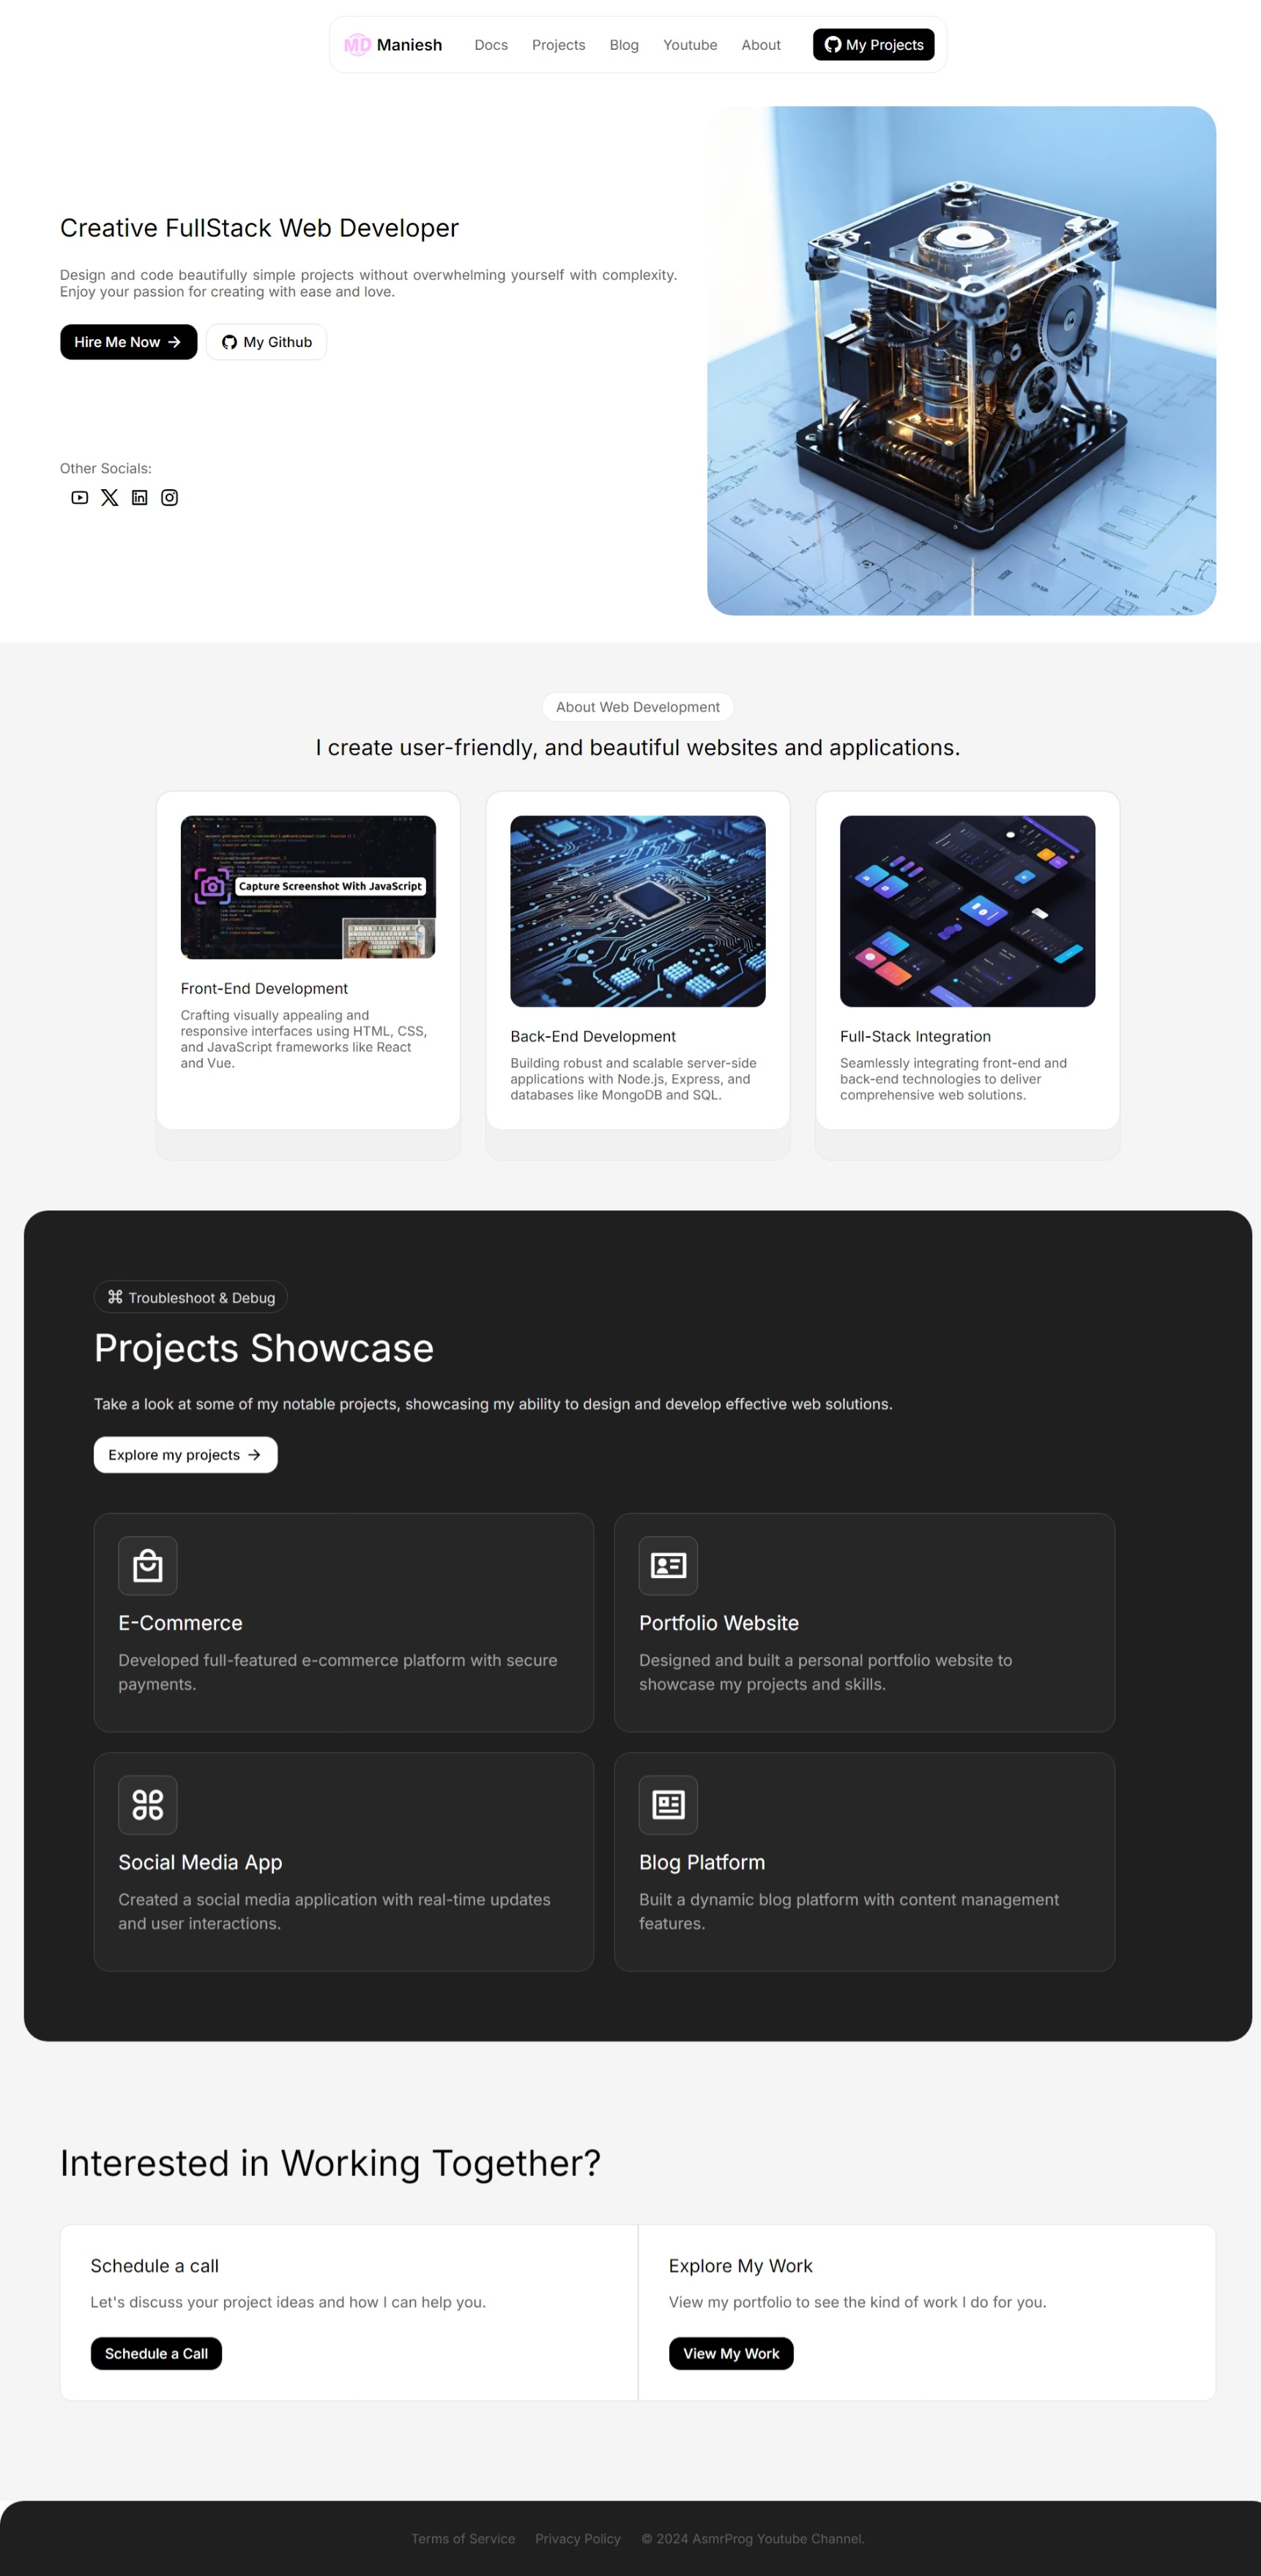 MD Maniesh
Docs
Projects
Blog
Youtube
About
My Projects
Creative FullStack Web Developer
Design and code beautifully simple projects without overwhelming yourself with complexity.
Enjoy your passion for creating with ease and love.
Hire Me Now →
My Github
Other Socials:
About Web Development
I create user-friendly, and beautiful websites and applications.
Capture Screenshot With JavaScript
Front-End Development
Crafting visually appealing and
responsive interfaces using HTML, CSS,
and JavaScript frameworks like React
and Vue.
Back-End Development
Building robust and scalable server-side
applications with Node.js, Express, and
databases like MongoDB and SQL.
Full-Stack Integration
Seamlessly integrating front-end and
back-end technologies to deliver
comprehensive web solutions.
⌘ Troubleshoot & Debug
Projects Showcase
Take a look at some of my notable projects, showcasing my ability to design and develop effective web solutions.
Explore my projects →
E-Commerce
Developed full-featured e-commerce platform with secure
payments.
Portfolio Website
Designed and built a personal portfolio website to
showcase my projects and skills.
Social Media App
Created a social media application with real-time updates
and user interactions.
Blog Platform
Built a dynamic blog platform with content management
features.
Interested in Working Together?
Schedule a call
Let's discuss your project ideas and how I can help you.
Schedule a Call
Explore My Work
View my portfolio to see the kind of work I do for you.
View My Work
Terms of Service
Privacy Policy
© 2024 AsmrProg Youtube Channel.